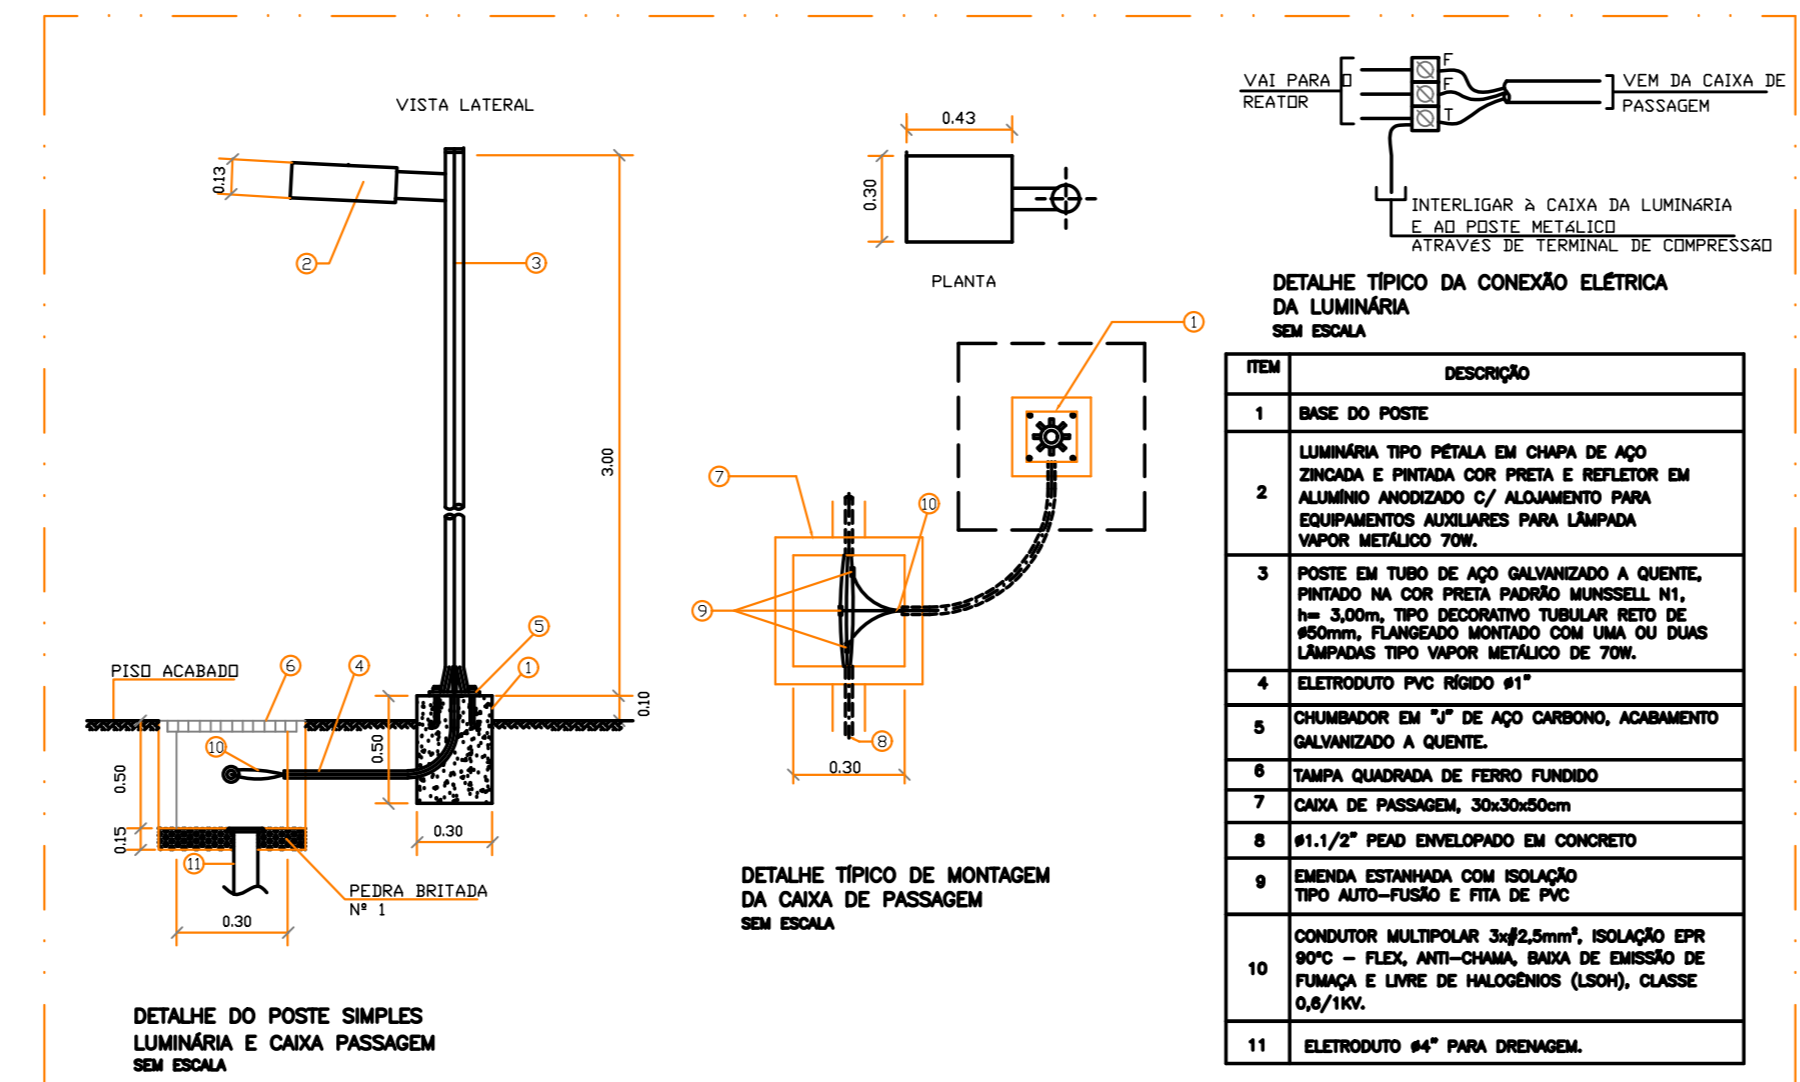 VISTA LATERAL
0.13
2
3
3.00
PISO ACABADO
6
4
5
1
0.10
10
0.50
0.50
0.15
0.30
11
PEDRA BRITADA
Nº 1
0.30
DETALHE DO POSTE SIMPLES
LUMINÁRIA E CAIXA PASSAGEM
SEM ESCALA
0.43
0.30
PLANTA
1
7
10
9
8
0.30
DETALHE TÍPICO DE MONTAGEM
DA CAIXA DE PASSAGEM
SEM ESCALA
VAI PARA O
REATOR
F
F
T
VEM DA CAIXA DE
PASSAGEM
INTERLIGAR À CAIXA DA LUMINÁRIA
E AO POSTE METÁLICO
ATRAVÉS DE TERMINAL DE COMPRESSÃO
DETALHE TÍPICO DA CONEXÃO ELÉTRICA
DA LUMINÁRIA
SEM ESCALA
ITEM DESCRIÇÃO
1 BASE DO POSTE
2 LUMINÁRIA TIPO PÉTALA EM CHAPA DE AÇO
ZINCADA E PINTADA COR PRETA E REFLETOR EM
ALUMÍNIO ANODIZADO C/ ALOJAMENTO PARA
EQUIPAMENTOS AUXILIARES PARA LÂMPADA
VAPOR METÁLICO 70W.
3 POSTE EM TUBO DE AÇO GALVANIZADO A QUENTE,
PINTADO NA COR PRETA PADRÃO MUNSSELL N1,
h= 3,00m, TIPO DECORATIVO TUBULAR RETO DE
ø50mm, FLANGEADO MONTADO COM UMA OU DUAS
LÂMPADAS TIPO VAPOR METÁLICO DE 70W.
4 ELETRODUTO PVC RÍGIDO ø1"
5 CHUMBADOR EM "J" DE AÇO CARBONO, ACABAMENTO
GALVANIZADO A QUENTE.
6 TAMPA QUADRADA DE FERRO FUNDIDO
7 CAIXA DE PASSAGEM, 30x30x50cm
8 ø1.1/2" PEAD ENVELOPADO EM CONCRETO
9 EMENDA ESTANHADA COM ISOLAÇÃO
TIPO AUTO-FUSÃO E FITA DE PVC
10 CONDUTOR MULTIPOLAR 3x#2,5mm², ISOLAÇÃO EPR
90°C - FLEX, ANTI-CHAMA, BAIXA DE EMISSÃO DE
FUMAÇA E LIVRE DE HALOGÊNIOS (LSOH), CLASSE
0,6/1KV.
11 ELETRODUTO ø4" PARA DRENAGEM.